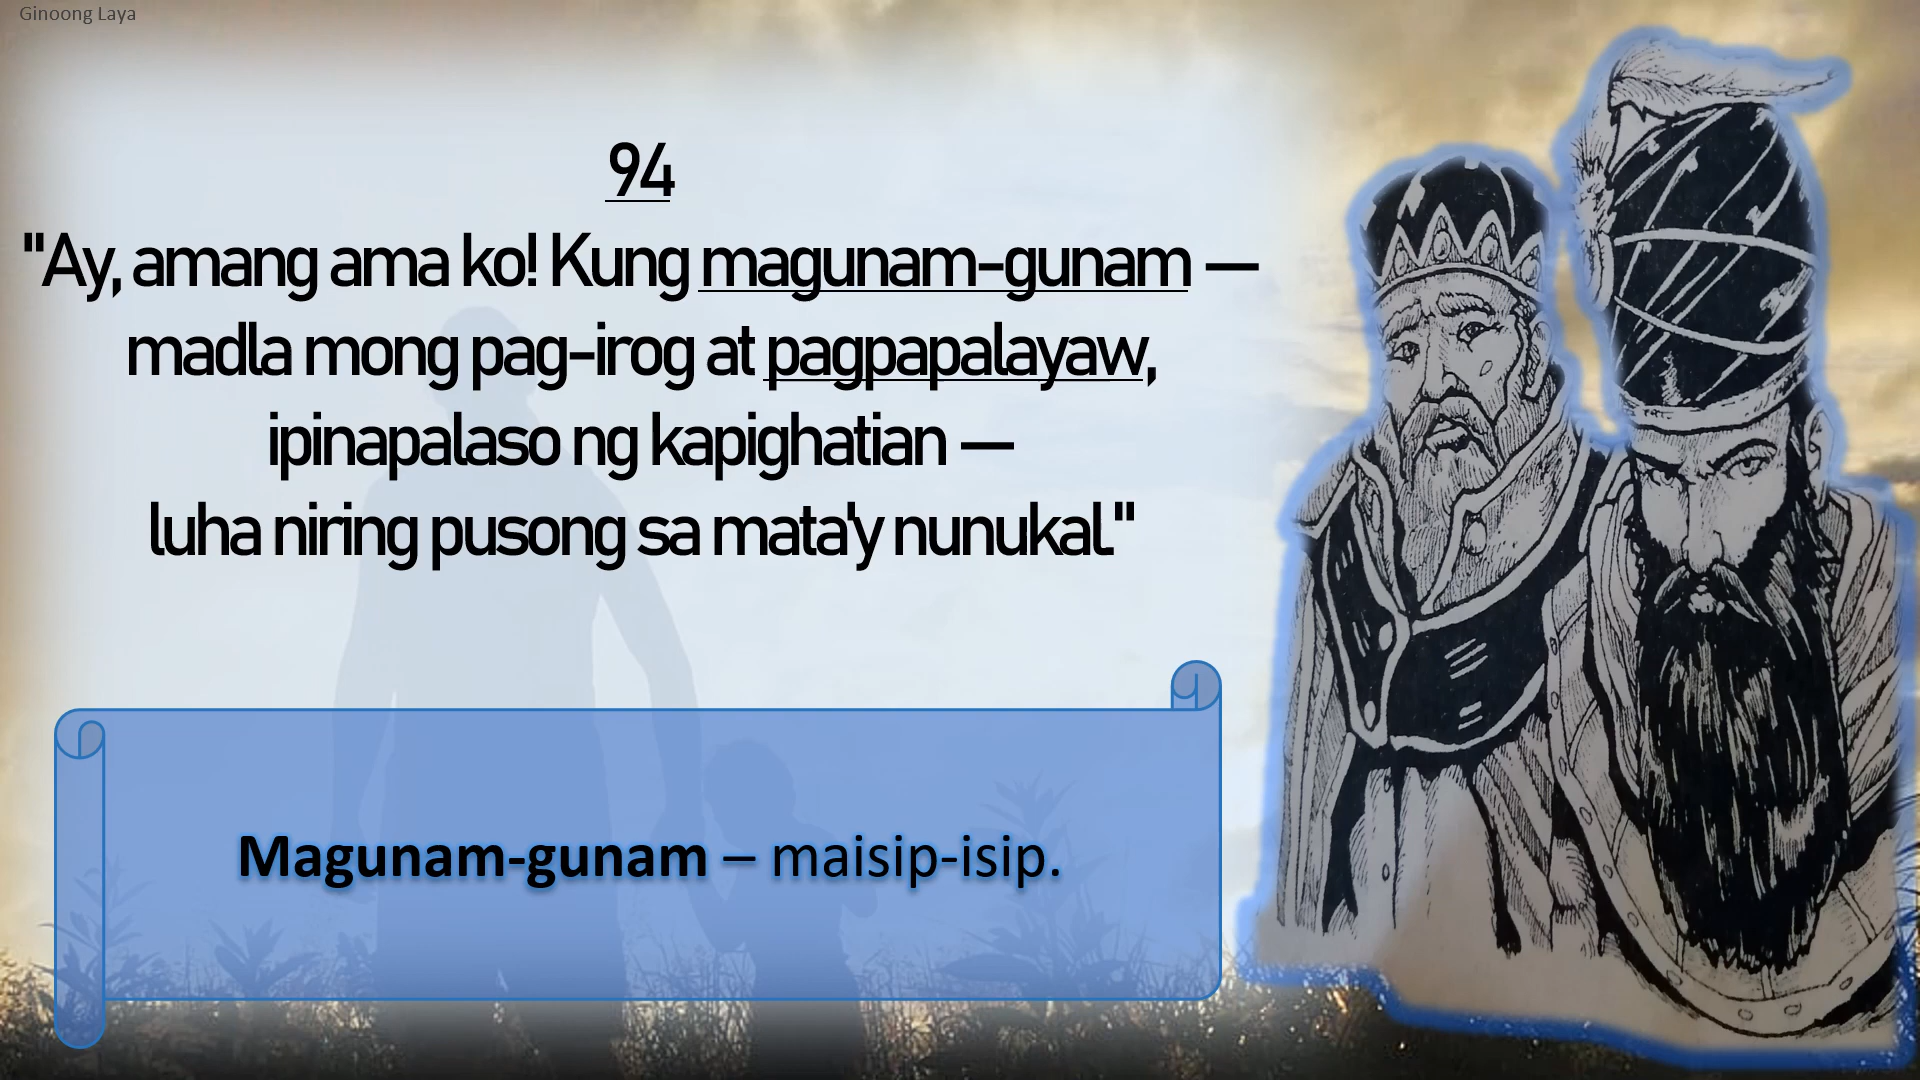 Ginoong Laya
94
"Ay, amang ama ko! Kung magunam-gunam —
madla mong pag-irog at pagpapalayaw,
ipinapalaso ng kapighatian —
luha niring pusong sa mata'y nunukal."
Magunam-gunam – maisip-isip.